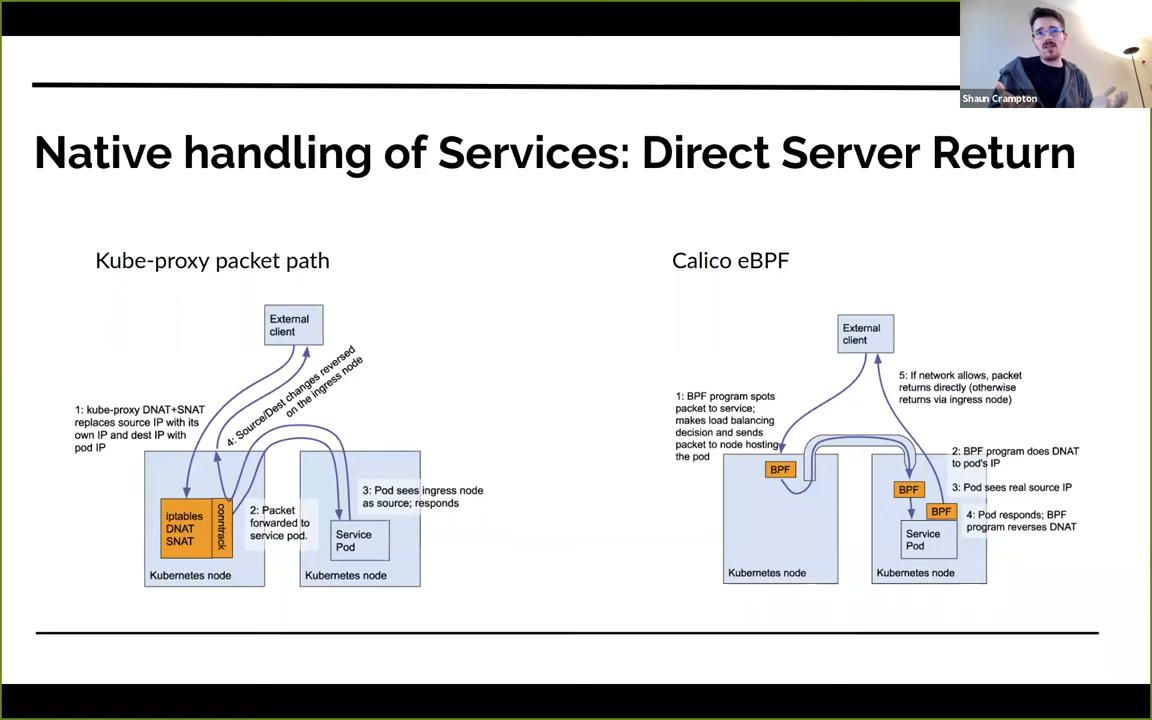 Shaun Crampton
Native handling of Services: Direct Server Return
Kube-proxy packet path
External
client
1: kube-proxy DNAT+SNAT
replaces source IP with its
own IP and dest IP with
pod IP
4: Source/Dest changes reversed
on the ingress node
iptables
DNAT
SNAT
conntrack
2: Packet
forwarded to
service pod.
3: Pod sees ingress node
as source; responds
Service
Pod
Kubernetes node
Kubernetes node
Calico eBPF
External
client
1: BPF program spots
packet to service;
makes load balancing
decision and sends
packet to node hosting
the pod
5: If network allows, packet
returns directly (otherwise
returns via ingress node)
BPF
BPF
BPF
2: BPF program does DNAT
to pod's IP
3: Pod sees real source IP
4: Pod responds; BPF
program reverses DNAT
Service
Pod
Kubernetes node
Kubernetes node